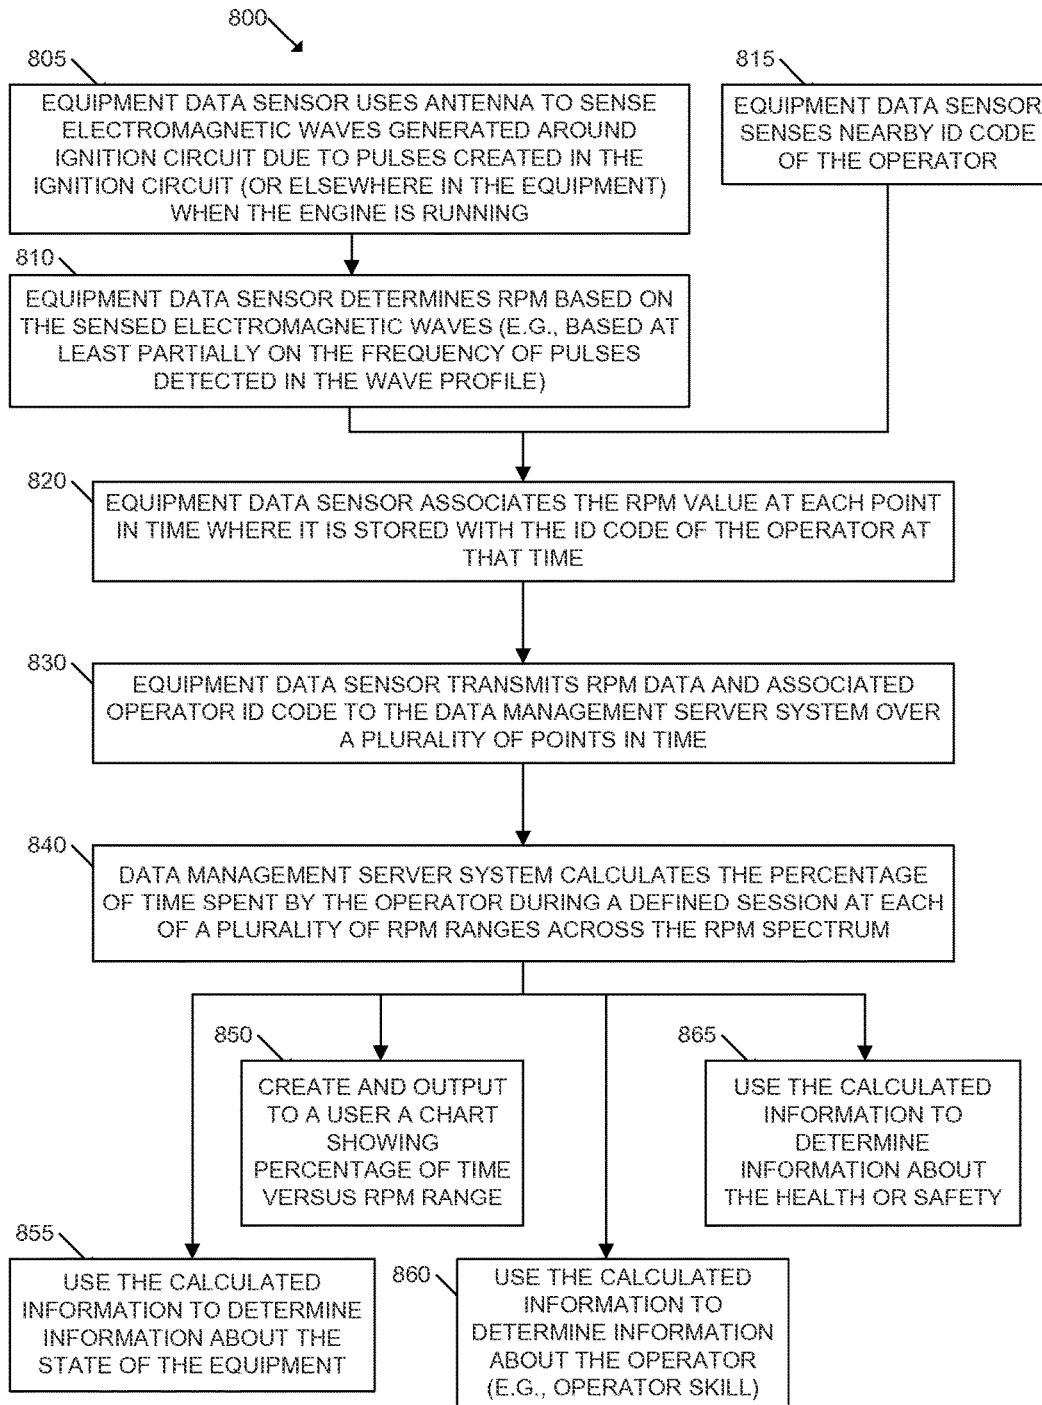 800
805
EQUIPMENT DATA SENSOR USES ANTENNA TO SENSE
ELECTROMAGNETIC WAVES GENERATED AROUND
IGNITION CIRCUIT DUE TO PULSES CREATED IN THE
IGNITION CIRCUIT (OR ELSEWHERE IN THE EQUIPMENT)
WHEN THE ENGINE IS RUNNING
815
EQUIPMENT DATA SENSOR
SENSES NEARBY ID CODE
OF THE OPERATOR
810
EQUIPMENT DATA SENSOR DETERMINES RPM BASED ON
THE SENSED ELECTROMAGNETIC WAVES (E.G., BASED AT
LEAST PARTIALLY ON THE FREQUENCY OF PULSES
DETECTED IN THE WAVE PROFILE)
820
EQUIPMENT DATA SENSOR ASSOCIATES THE RPM VALUE AT EACH POINT
IN TIME WHERE IT IS STORED WITH THE ID CODE OF THE OPERATOR AT
THAT TIME
830
EQUIPMENT DATA SENSOR TRANSMITS RPM DATA AND ASSOCIATED
OPERATOR ID CODE TO THE DATA MANAGEMENT SERVER SYSTEM OVER
A PLURALITY OF POINTS IN TIME
840
DATA MANAGEMENT SERVER SYSTEM CALCULATES THE PERCENTAGE
OF TIME SPENT BY THE OPERATOR DURING A DEFINED SESSION AT EACH
OF A PLURALITY OF RPM RANGES ACROSS THE RPM SPECTRUM
850
CREATE AND OUTPUT
TO A USER A CHART
SHOWING
PERCENTAGE OF TIME
VERSUS RPM RANGE
865
USE THE CALCULATED
INFORMATION TO
DETERMINE
INFORMATION ABOUT
THE HEALTH OR SAFETY
855
USE THE CALCULATED
INFORMATION TO DETERMINE
INFORMATION ABOUT THE
STATE OF THE EQUIPMENT
860
USE THE CALCULATED
INFORMATION TO
DETERMINE INFORMATION
ABOUT THE OPERATOR
(E.G., OPERATOR SKILL)